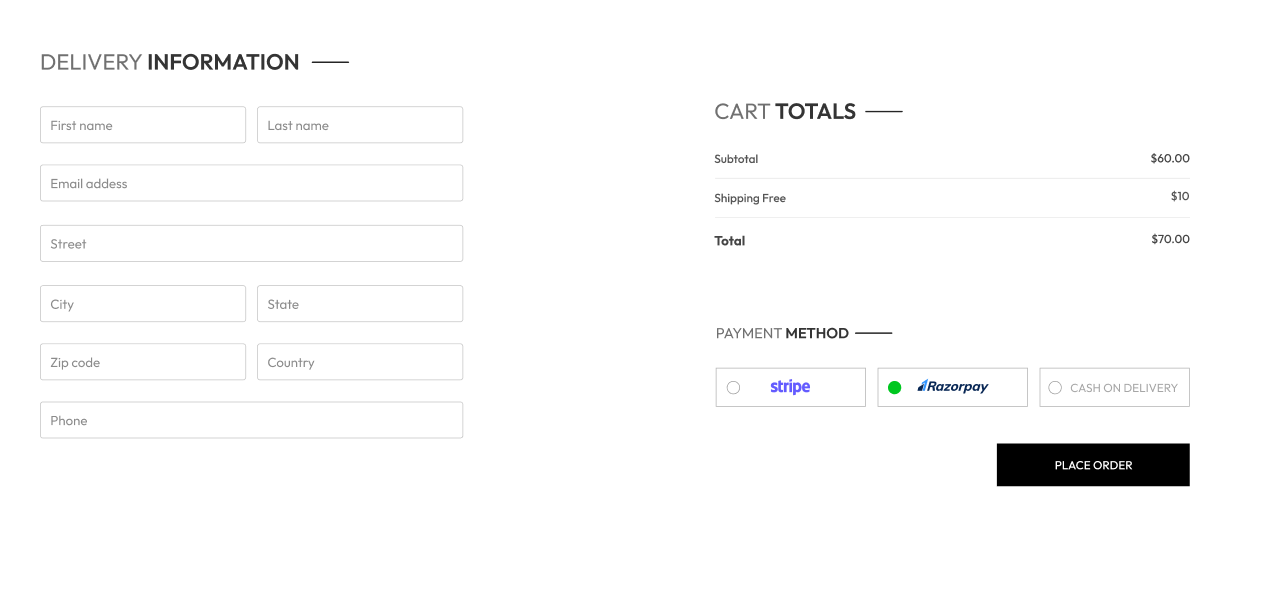 DELIVERY INFORMATION
First name
Last name
Email addess
Street
City
State
Zip code
Country
Phone
CART TOTALS
Subtotal $60.00
Shipping Free $10
Total $70.00
PAYMENT METHOD
stripe
Razorpay
CASH ON DELIVERY
PLACE ORDER